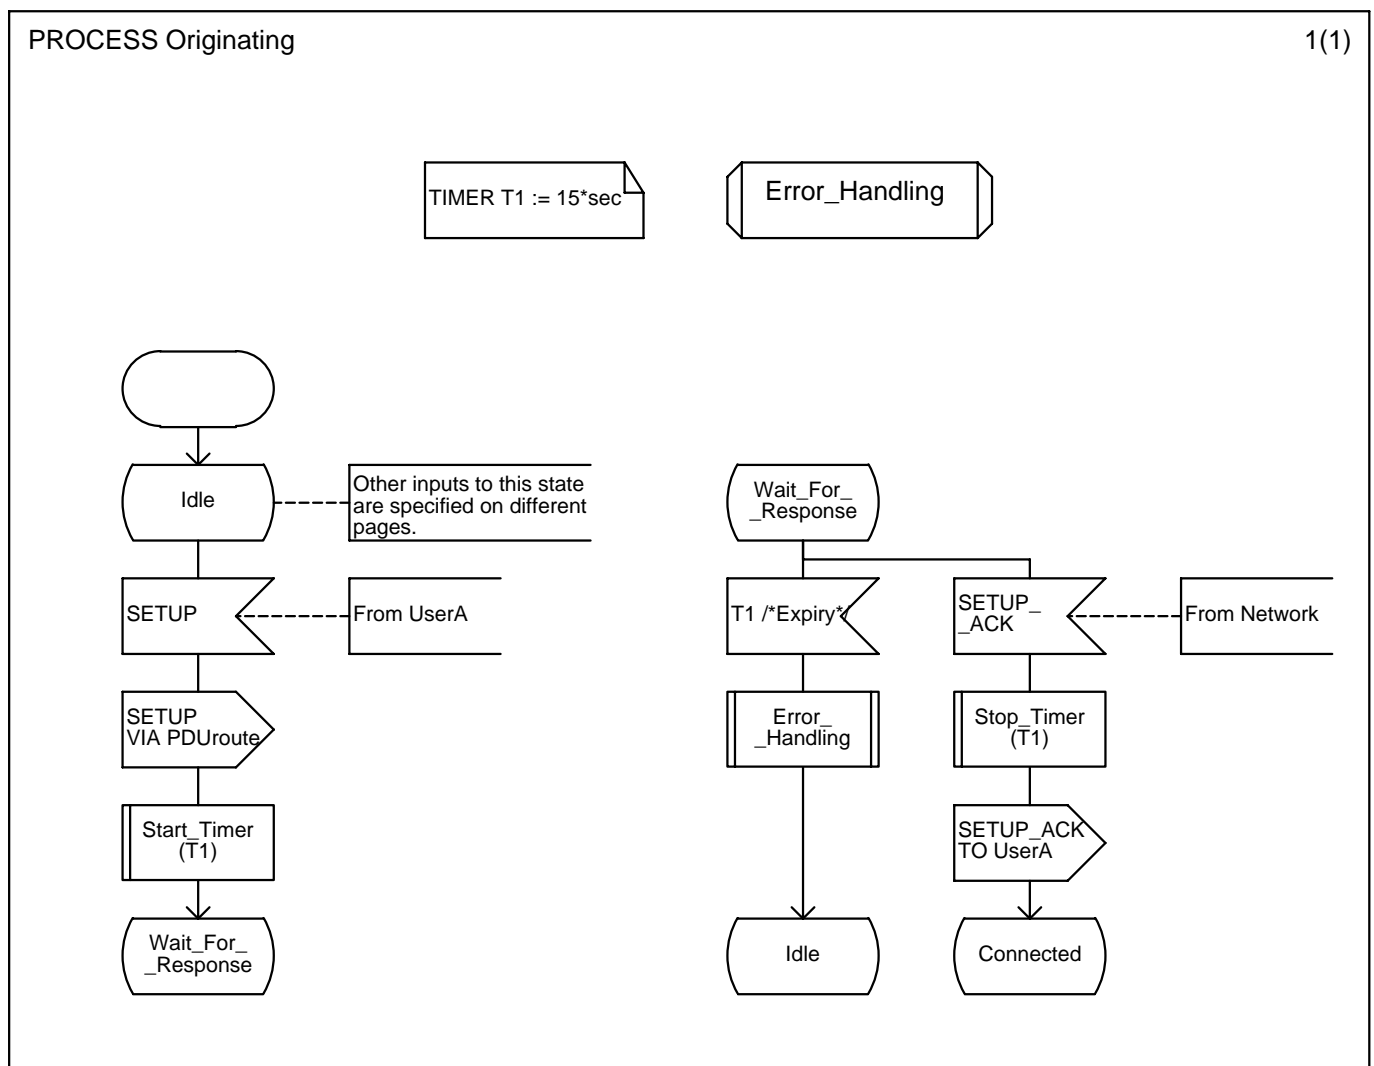 PROCESS Originating
1(1)
TIMER T1 := 15*sec
Error_Handling
Idle
Other inputs to this state
are specified on different
pages.
SETUP
From UserA
SETUP
VIA PDUroute
Start_Timer
(T1)
Wait_For_
_Response
Wait_For_
_Response
T1 /*Expiry*/
Error_
_Handling
Idle
SETUP_
_ACK
From Network
Stop_Timer
(T1)
SETUP_ACK
TO UserA
Connected